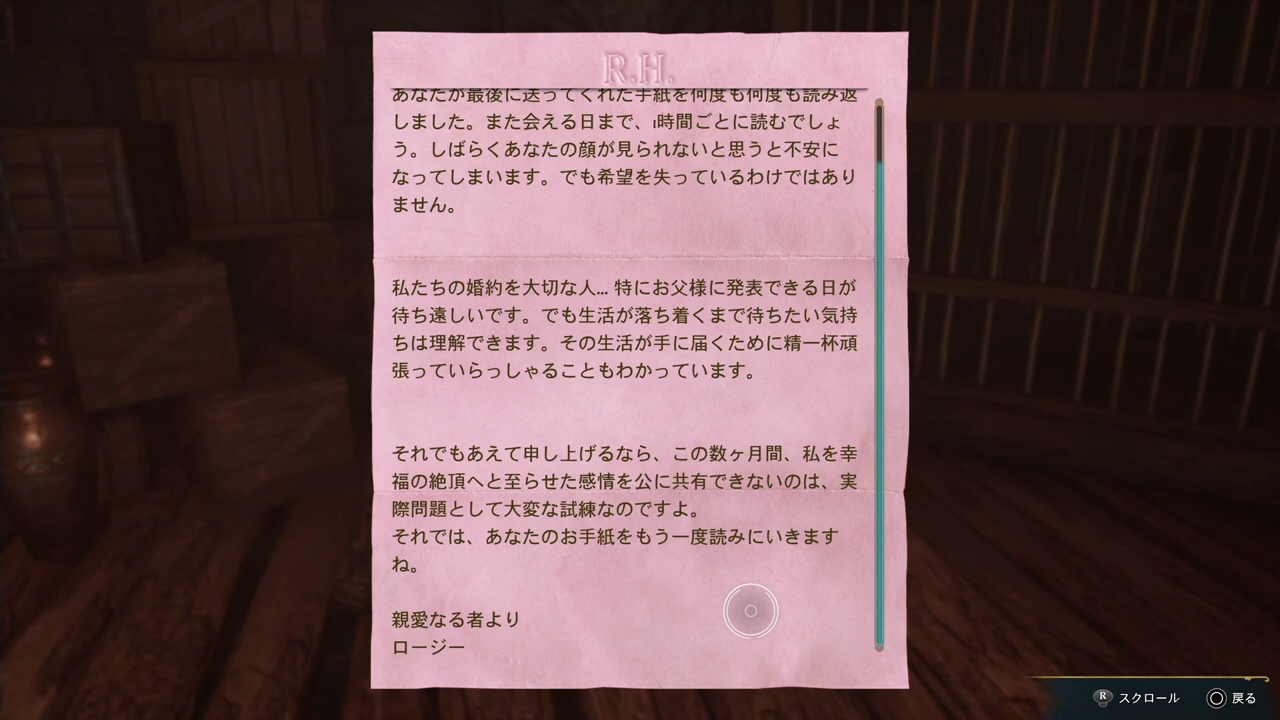 R.H.
あなたが最後に送ってくれた手紙を何度も何度も読み返
しました。また会える日まで、1時間ごとに読むでしょ
う。しばらくあなたの顔が見られないと思うと不安に
なってしまいます。でも希望を失っているわけではあり
ません。
私たちの婚約を大切な人... 特にお父様に発表できる日が
待ち遠しいです。でも生活が落ち着くまで待ちたい気持
ちは理解できます。その生活が手に届くために精一杯頑
張っていらっしゃることもわかっています。
それでもあえて申し上げるなら、この数ヶ月間、私を幸
福の絶頂へと至らせた感情を公に共有できないのは、実
際問題として大変な試練なのですよ。
それでは、あなたのお手紙をもう一度読みにいきます
ね。
親愛なる者より
ロージー
R スクロール
戻る